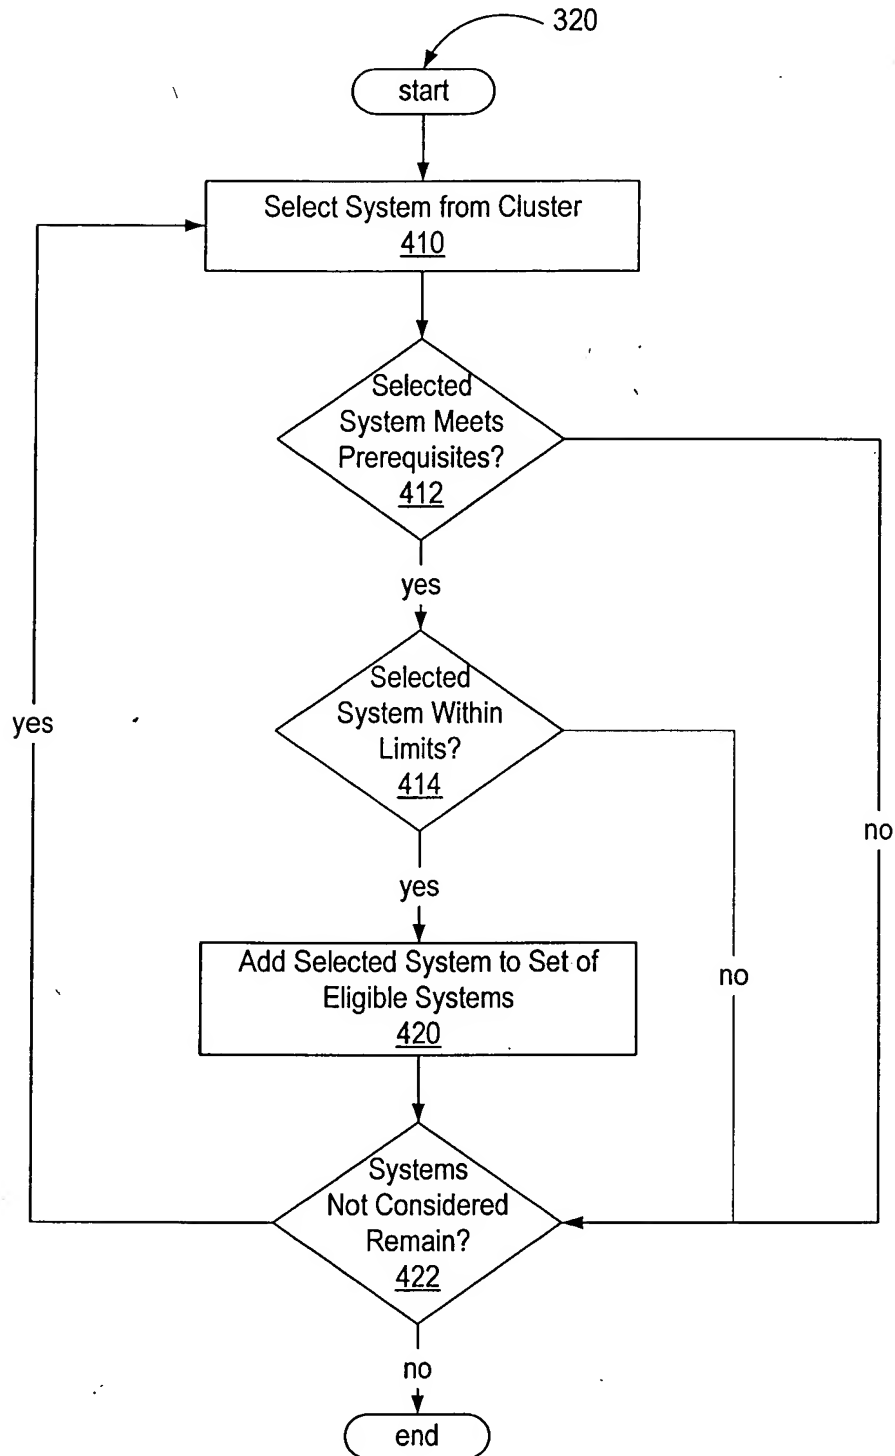 320
start
Select System from Cluster
410
Selected
System Meets
Prerequisites?
412
yes
Selected
System Within
Limits?
414
yes
no
yes
Add Selected System to Set of
Eligible Systems
420
no
Systems
Not Considered
Remain?
422
no
end